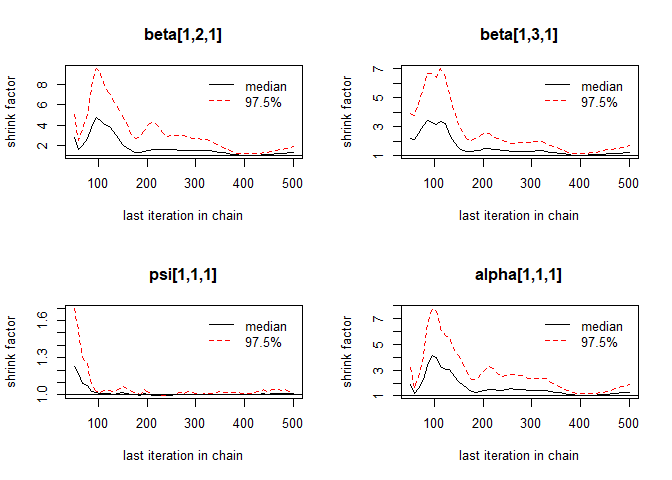 beta[1,2,1]
shrink factor
2 4 6 8
median
97.5%
100 200 300 400 500
last iteration in chain
beta[1,3,1]
shrink factor
1 3 5 7
median
97.5%
100 200 300 400 500
last iteration in chain
psi[1,1,1]
shrink factor
1.0 1.3 1.6
median
97.5%
100 200 300 400 500
last iteration in chain
alpha[1,1,1]
shrink factor
1 3 5 7
median
97.5%
100 200 300 400 500
last iteration in chain